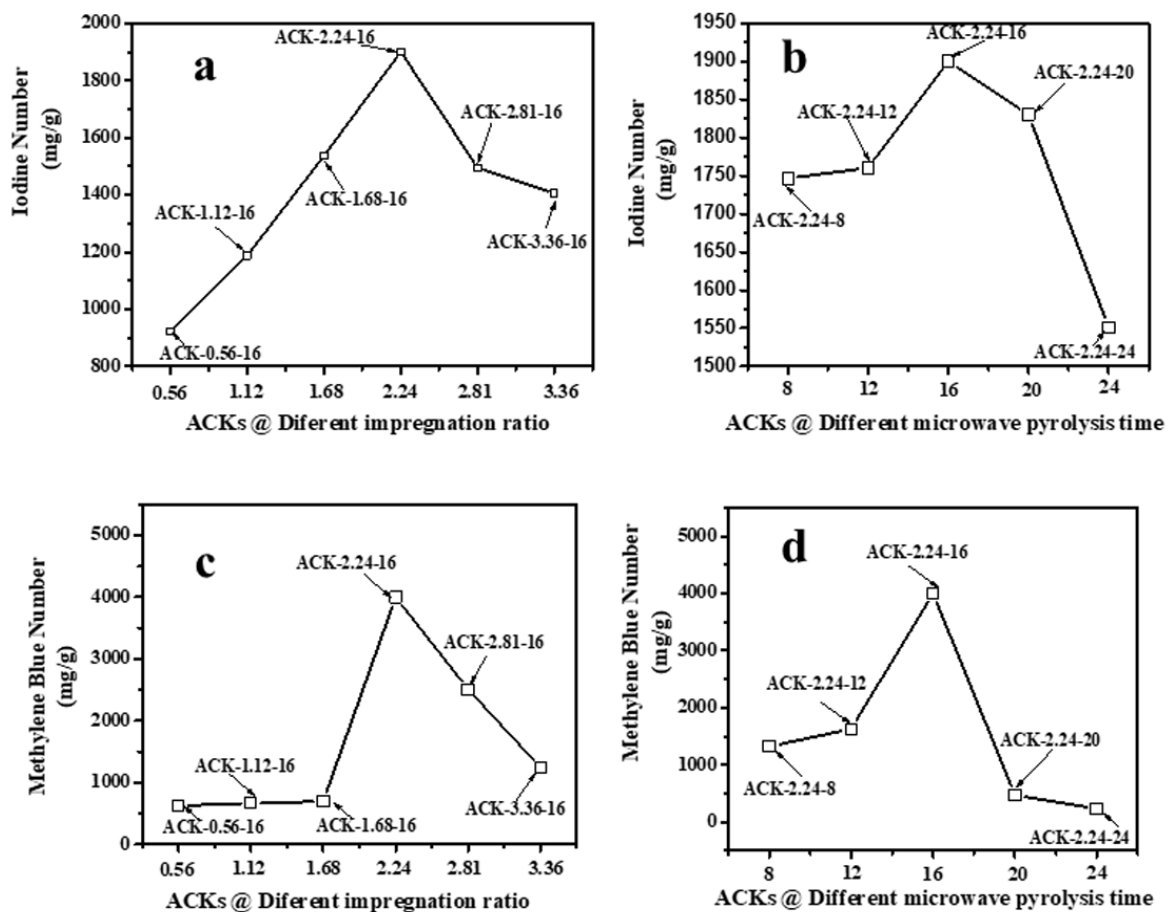 a
Iodine Number
(mg/g)
2000
1800
1600
1400
1200
1000
800
ACK-2.24-16
ACK-2.81-16
ACK-1.68-16
ACK-1.12-16
ACK-3.36-16
ACK-0.56-16
0.56
1.12
1.68
2.24
2.81
3.36
ACKs @ Diferent impregnation ratio
b
Iodine Number
(mg/g)
1950
1900
1850
1800
1750
1700
1650
1600
1550
1500
ACK-2.24-16
ACK-2.24-20
ACK-2.24-12
ACK-2.24-8
ACK-2.24-24
8
12
16
20
24
ACKs @ Different microwave pyrolysis time
c
Methylene Blue Number
(mg/g)
5000
4000
3000
2000
1000
0
ACK-2.24-16
ACK-2.81-16
ACK-1.12-16
ACK-3.36-16
ACK-0.56-16
ACK-1.68-16
0.56
1.12
1.68
2.24
2.81
3.36
ACKs @ Diferent impregnation ratio
d
Methylene Blue Number
(mg/g)
5000
4000
3000
2000
1000
0
ACK-2.24-16
ACK-2.24-12
ACK-2.24-20
ACK-2.24-8
ACK-2.24-24
8
12
16
20
24
ACKs @ Different microwave pyrolysis time